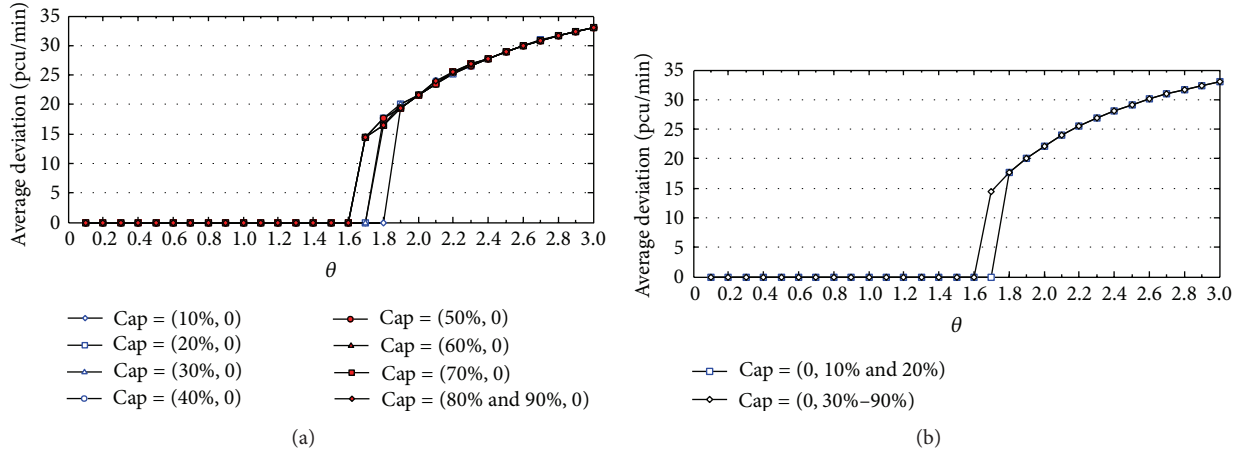 Average deviation (pcu/min)
35
30
25
20
15
10
5
0
0 0.2 0.4 0.6 0.8 1.0 1.2 1.4 1.6 1.8 2.0 2.2 2.4 2.6 2.8 3.0
θ
Cap = (10%, 0)
Cap = (20%, 0)
Cap = (30%, 0)
Cap = (40%, 0)
Cap = (50%, 0)
Cap = (60%, 0)
Cap = (70%, 0)
Cap = (80% and 90%, 0)
(a)
Average deviation (pcu/min)
35
30
25
20
15
10
5
0
0 0.2 0.4 0.6 0.8 1.0 1.2 1.4 1.6 1.8 2.0 2.2 2.4 2.6 2.8 3.0
θ
Cap = (0, 10% and 20%)
Cap = (0, 30%–90%)
(b)